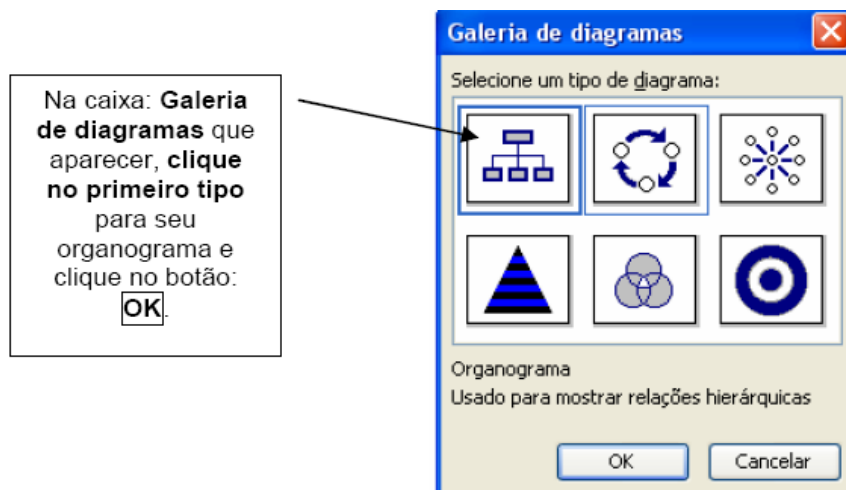 Na caixa: Galeria
de diagramas que
aparecer, clique
no primeiro tipo
para seu
organograma e
clique no botão:
OK.
Galeria de diagramas
Selecione um tipo de diagrama:
Organograma
Usado para mostrar relações hierárquicas
OK
Cancelar